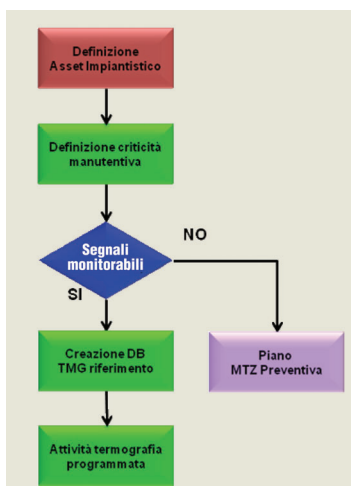 Definizione
Asset Impiantistico
Definizione criticità
manutentiva
Segnali
monitorabili
NO
SI
Creazione DB
TMG riferimento
Piano
MTZ Preventiva
Attività termografia
programmata